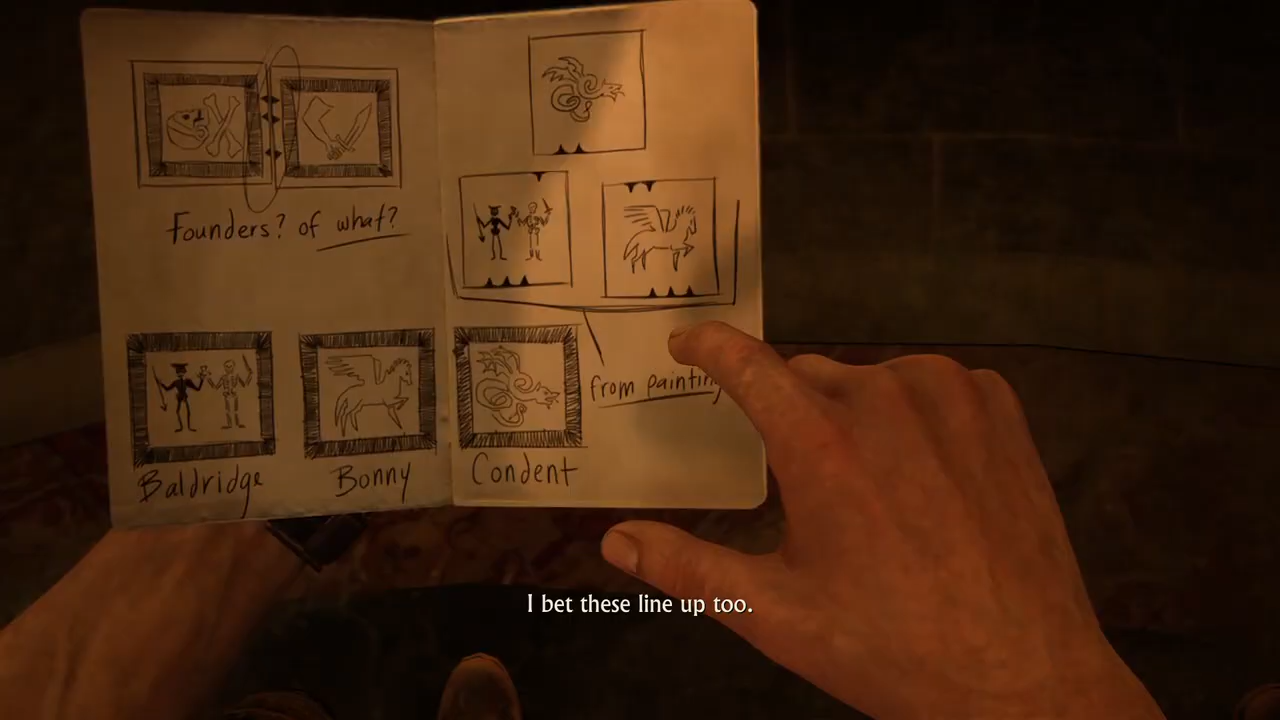 Founders? of what?
from painting
Baldridge
Bonny
Condent
I bet these line up too.